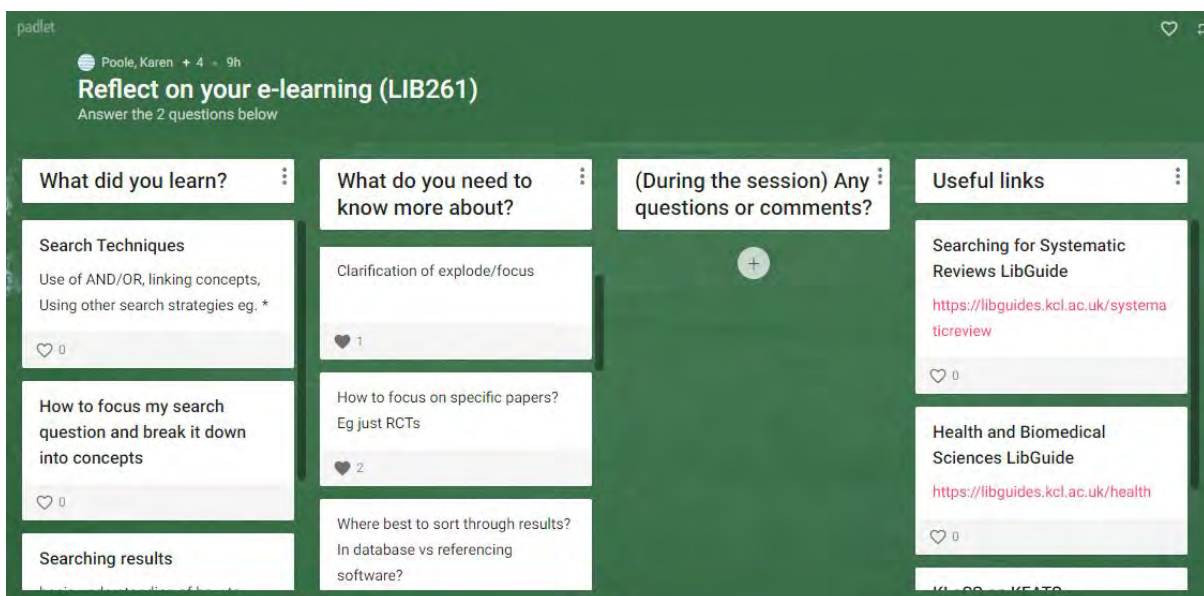 padlet
Poole, Karen + 4 - 9h
Reflect on your e-learning (LIB261)
Answer the 2 questions below
What did you learn?
Search Techniques
Use of AND/OR, linking concepts,
Using other search strategies eg. *
0
How to focus my search
question and break it down
into concepts
0
Searching results
What do you need to
know more about?
Clarification of explode/focus
1
How to focus on specific papers?
Eg just RCTs
2
Where best to sort through results?
In database vs referencing
software?
(During the session) Any
questions or comments?
+
Useful links
Searching for Systematic
Reviews LibGuide
https://libguides.kcl.ac.uk/systema
ticreview
0
Health and Biomedical
Sciences LibGuide
https://libguides.kcl.ac.uk/health
0